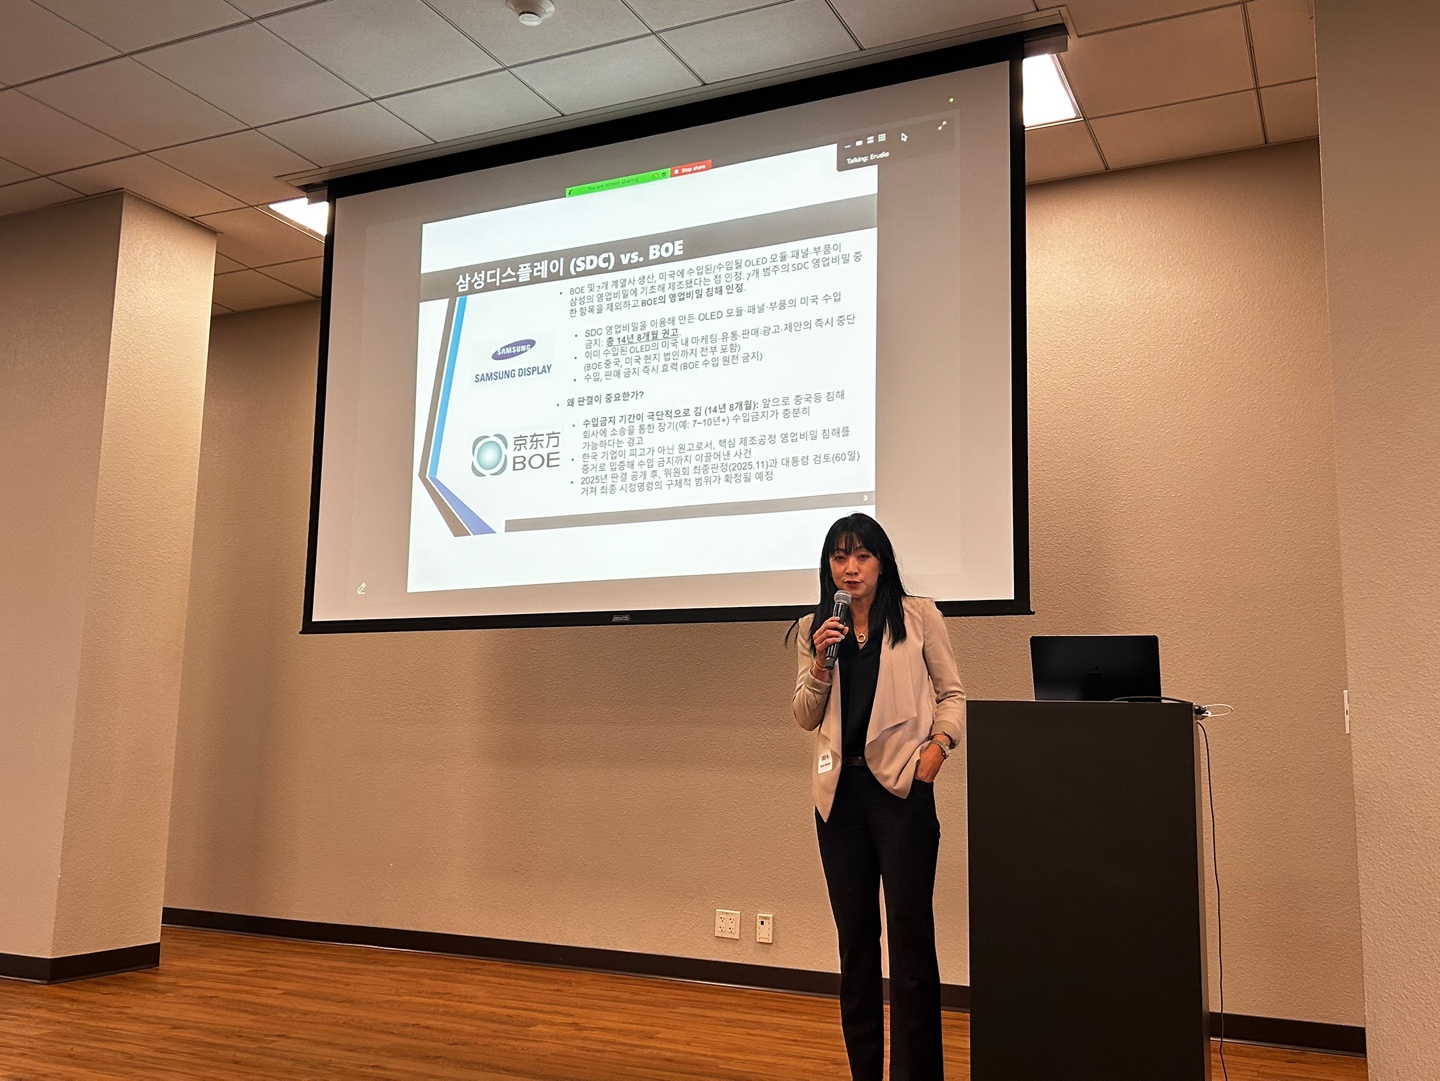 Talking: Erudio
You are screen sharing
Stop share
삼성디스플레이 (SDC) vs. BOE
• BOE 및 7개 계열사 생산, 미국에 수입된/수입될 OLED 모듈·패널·부품이
삼성의 영업비밀에 기초해 제조됐다는 점 인정. 7개 범주의 SDC 영업비밀 중
한 항목을 제외하고 BOE의 영업비밀 침해 인정.
• SDC 영업비밀을 이용해 만든 OLED 모듈·패널·부품의 미국 수입
금지: 총 14년 8개월 권고.
• 이미 수입된 OLED의 미국 내 마케팅·유통·판매·광고·제안의 즉시 중단
(BOE 중국, 미국 현지 법인까지 전부 포함)
• 수입, 판매 금지 즉시 효력 (BOE 수입 원천 금지)
SAMSUNG
SAMSUNG DISPLAY
• 왜 판결이 중요한가?
• 수입금지 기간이 극단적으로 김 (14년 8개월): 앞으로 중국등 침해
회사에 소송을 통한 장기(예: 7~10년+) 수입금지가 충분히
가능하다는 경고
• 한국 기업이 피고가 아닌 원고로서, 핵심 제조공정 영업비밀 침해를
증거로 입증해 수입 금지까지 이끌어낸 사건
• 2025년 판결 공개 후, 위원회 최종판정(2025.11)과 대통령 검토(60일)
거쳐 최종 시정명령의 구체적 범위가 확정될 예정
京东方
BOE
3